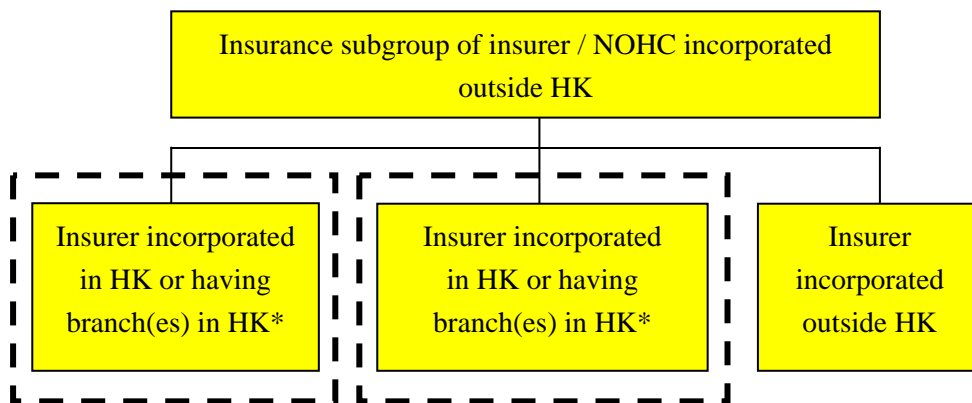 Insurance subgroup of insurer / NOHC incorporated
outside HK
Insurer incorporated
in HK or having
branch(es) in HK*
Insurer incorporated
in HK or having
branch(es) in HK*
Insurer
incorporated
outside HK